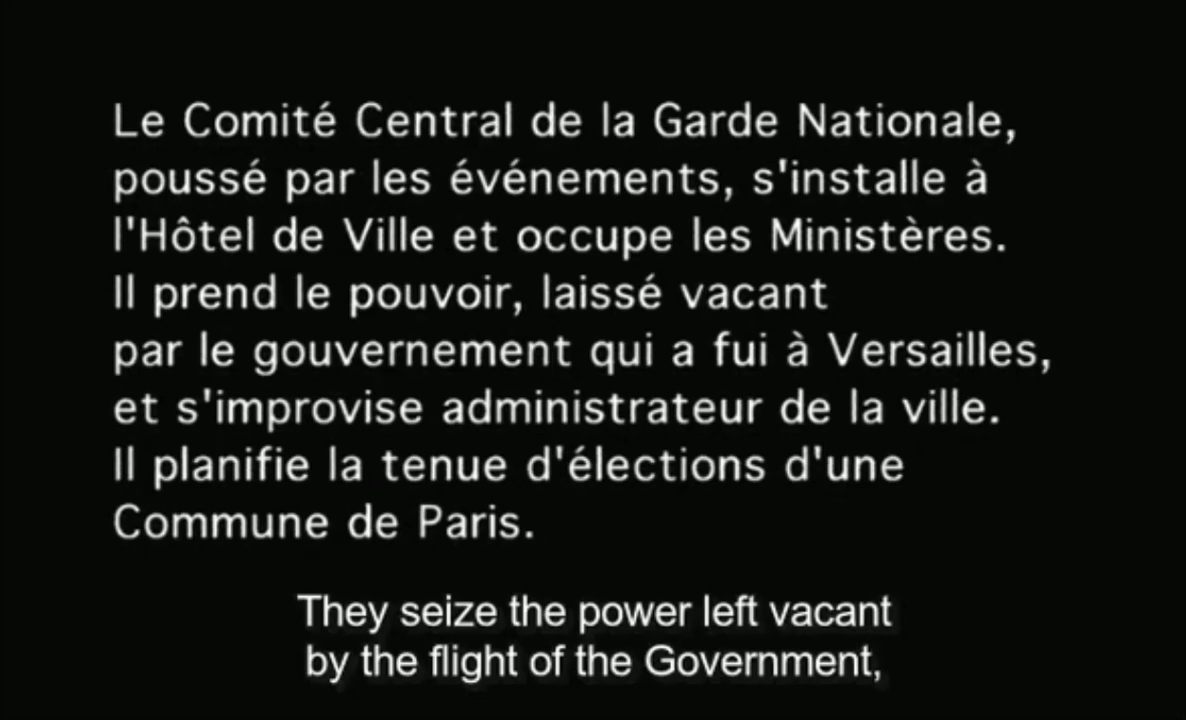 Le Comité Central de la Garde Nationale,
poussé par les événements, s'installe à
l'Hôtel de Ville et occupe les Ministères.
Il prend le pouvoir, laissé vacant
par le gouvernement qui a fui à Versailles,
et s'improvise administrateur de la ville.
Il planifie la tenue d'élections d'une
Commune de Paris.
They seize the power left vacant
by the flight of the Government,